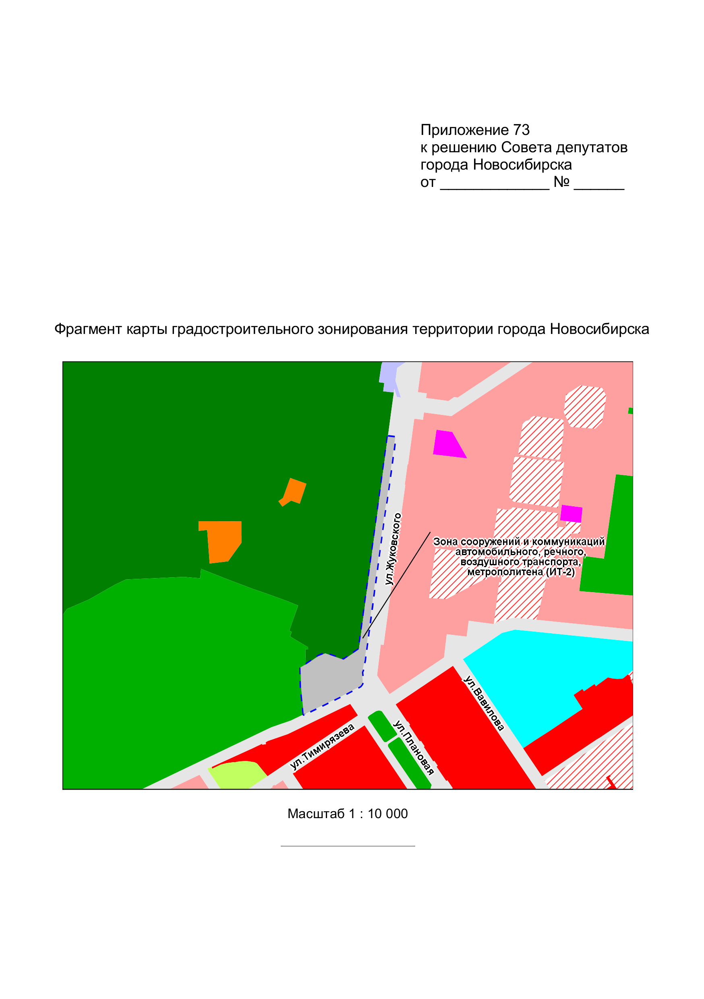 Приложение 73
к решению Совета депутатов
города Новосибирска
от _____________ № ______
Фрагмент карты градостроительного зонирования территории города Новосибирска
ул.Жуковского
Зона сооружений и коммуникаций
автомобильного, речного,
воздушного транспорта,
метрополитена (ИТ-2)
ул.Вавилова
ул.Плановая
ул.Тимирязева
Масштаб 1 : 10 000